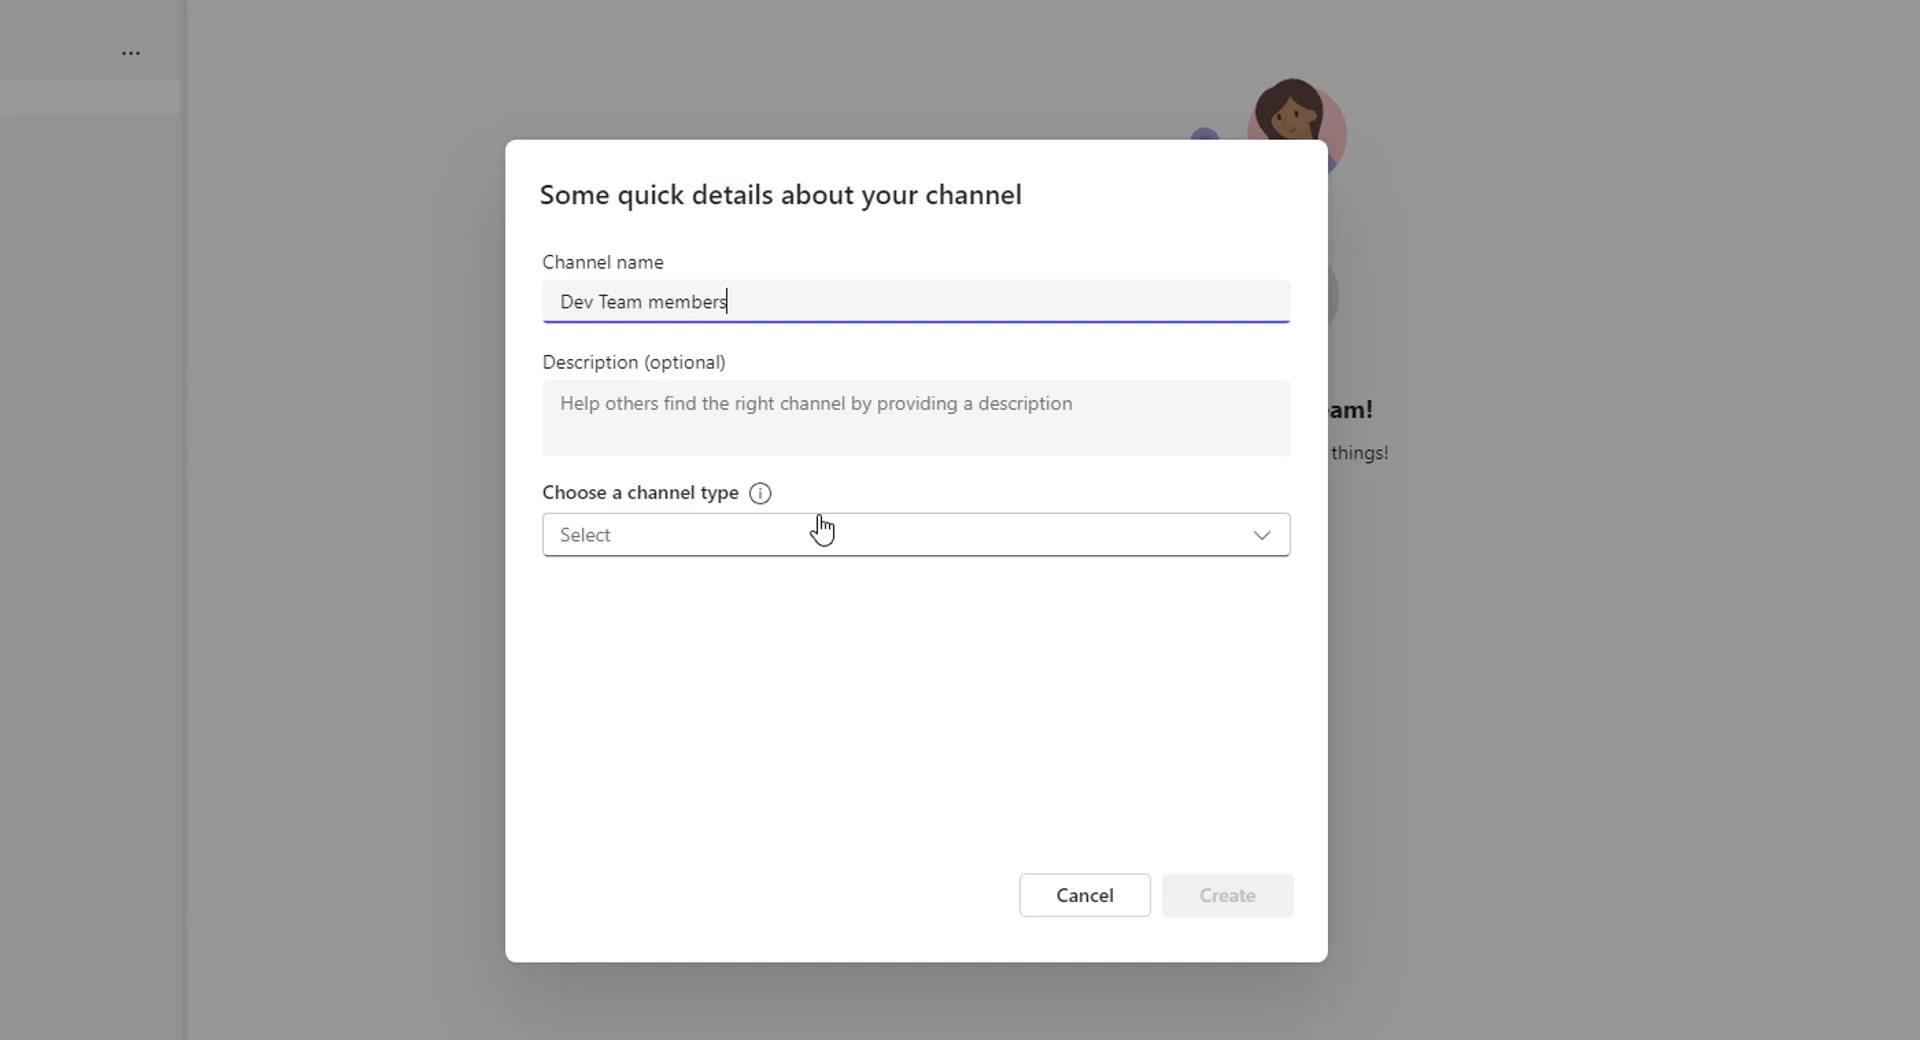 ...
Some quick details about your channel
Channel name
Dev Team members
Description (optional)
Help others find the right channel by providing a description
am!
things!
Choose a channel type
Select
Cancel
Create